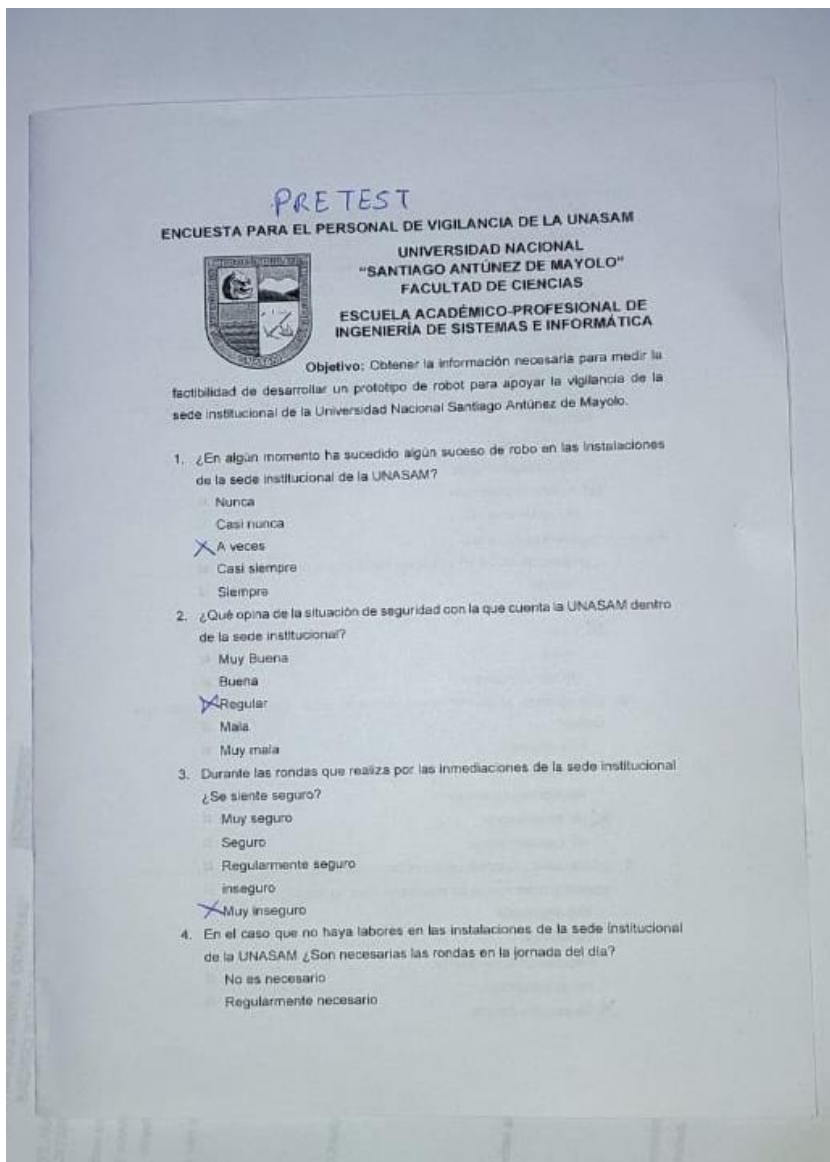 PRETEST
ENCUESTA PARA EL PERSONAL DE VIGILANCIA DE LA UNASAM
UNIVERSIDAD NACIONAL
"SANTIAGO ANTÚNEZ DE MAYOLO"
FACULTAD DE CIENCIAS
ESCUELA ACADÉMICO-PROFESIONAL DE
INGENIERÍA DE SISTEMAS E INFORMÁTICA
Objetivo: Obtener la información necesaria para medir la
factibilidad de desarrollar un prototipo de robot para apoyar la vigilancia de la
sede institucional de la Universidad Nacional Santiago Antúnez de Mayolo.
1. ¿En algún momento ha sucedido algún suceso de robo en las instalaciones
de la sede institucional de la UNASAM?
Nunca
Casi nunca
X A veces
Casi siempre
Siempre
2. ¿Qué opina de la situación de seguridad con la que cuenta la UNASAM dentro
de la sede institucional?
Muy Buena
Buena
X Regular
Mala
Muy mala
3. Durante las rondas que realiza por las inmediaciones de la sede institucional
¿Se siente seguro?
Muy seguro
Seguro
Regularmente seguro
inseguro
X Muy inseguro
4. En el caso que no haya labores en las instalaciones de la sede institucional
de la UNASAM ¿Son necesarias las rondas en la jornada del día?
No es necesario
Regularmente necesario